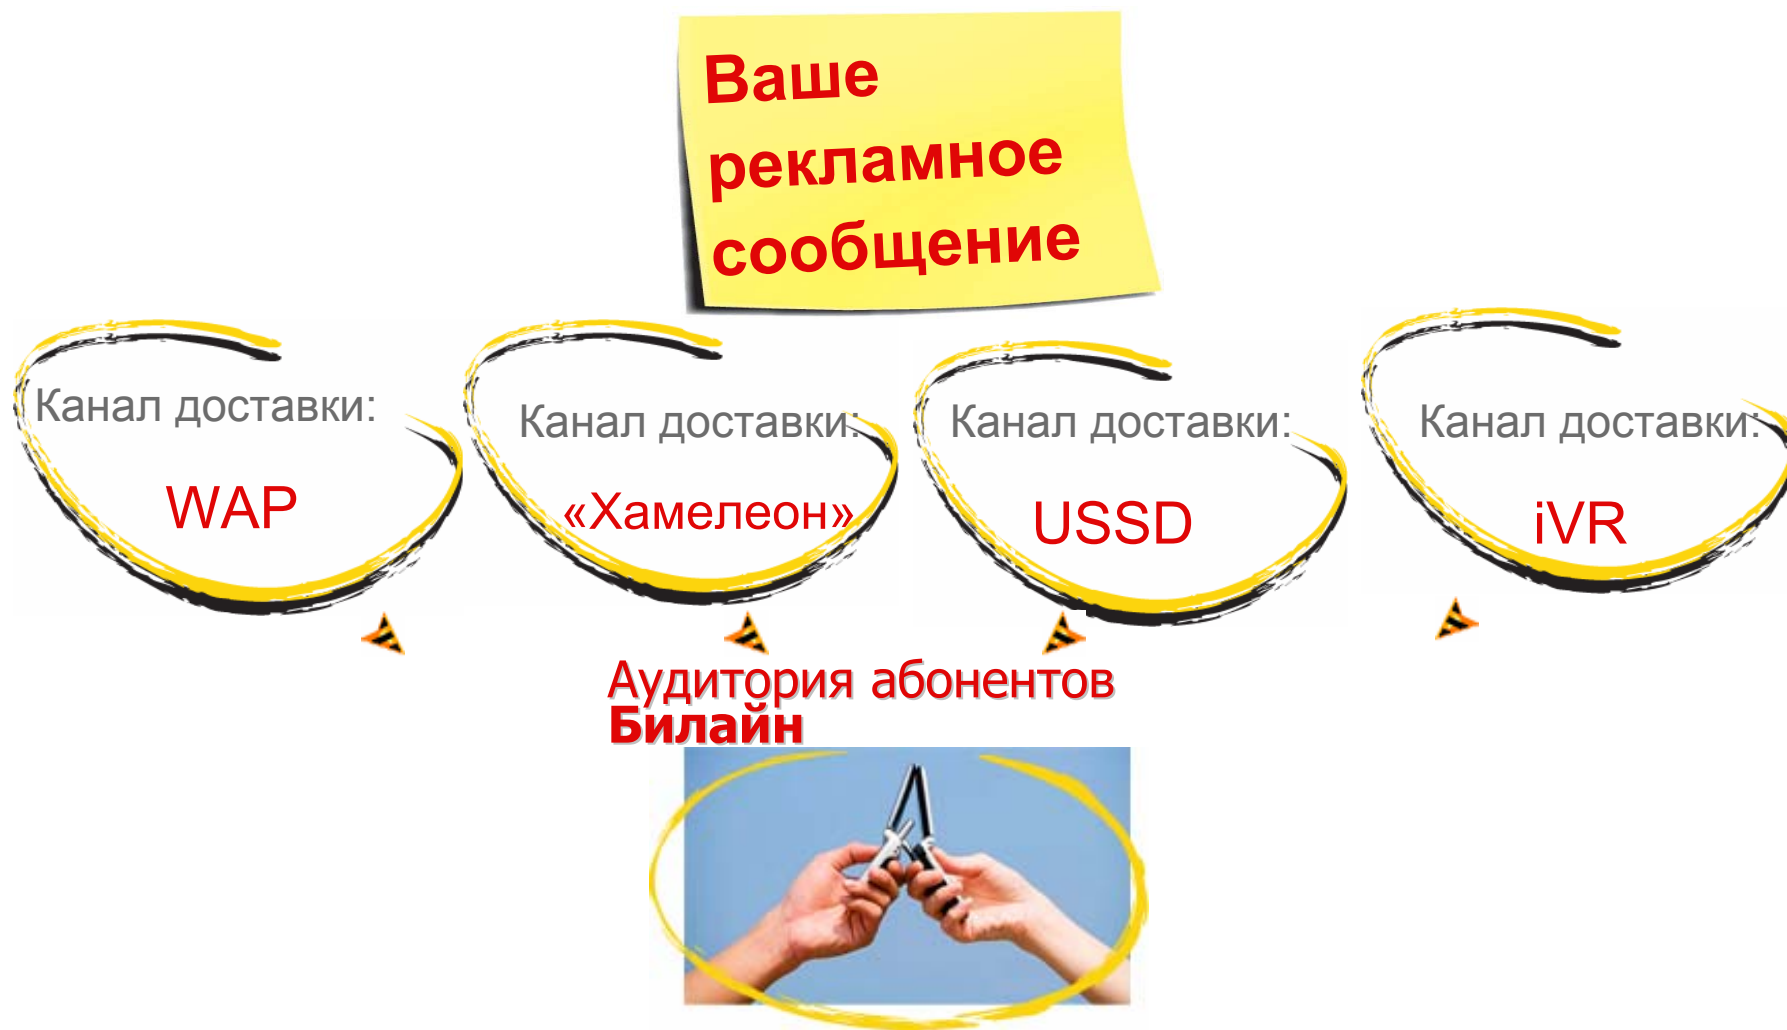 Ваше
рекламное
сообщение
Канал доставки:
WAP
Канал доставки:
«Хамелеон»
Канал доставки:
USSD
Канал доставки:
iVR
Аудитория абонентов
Билайн